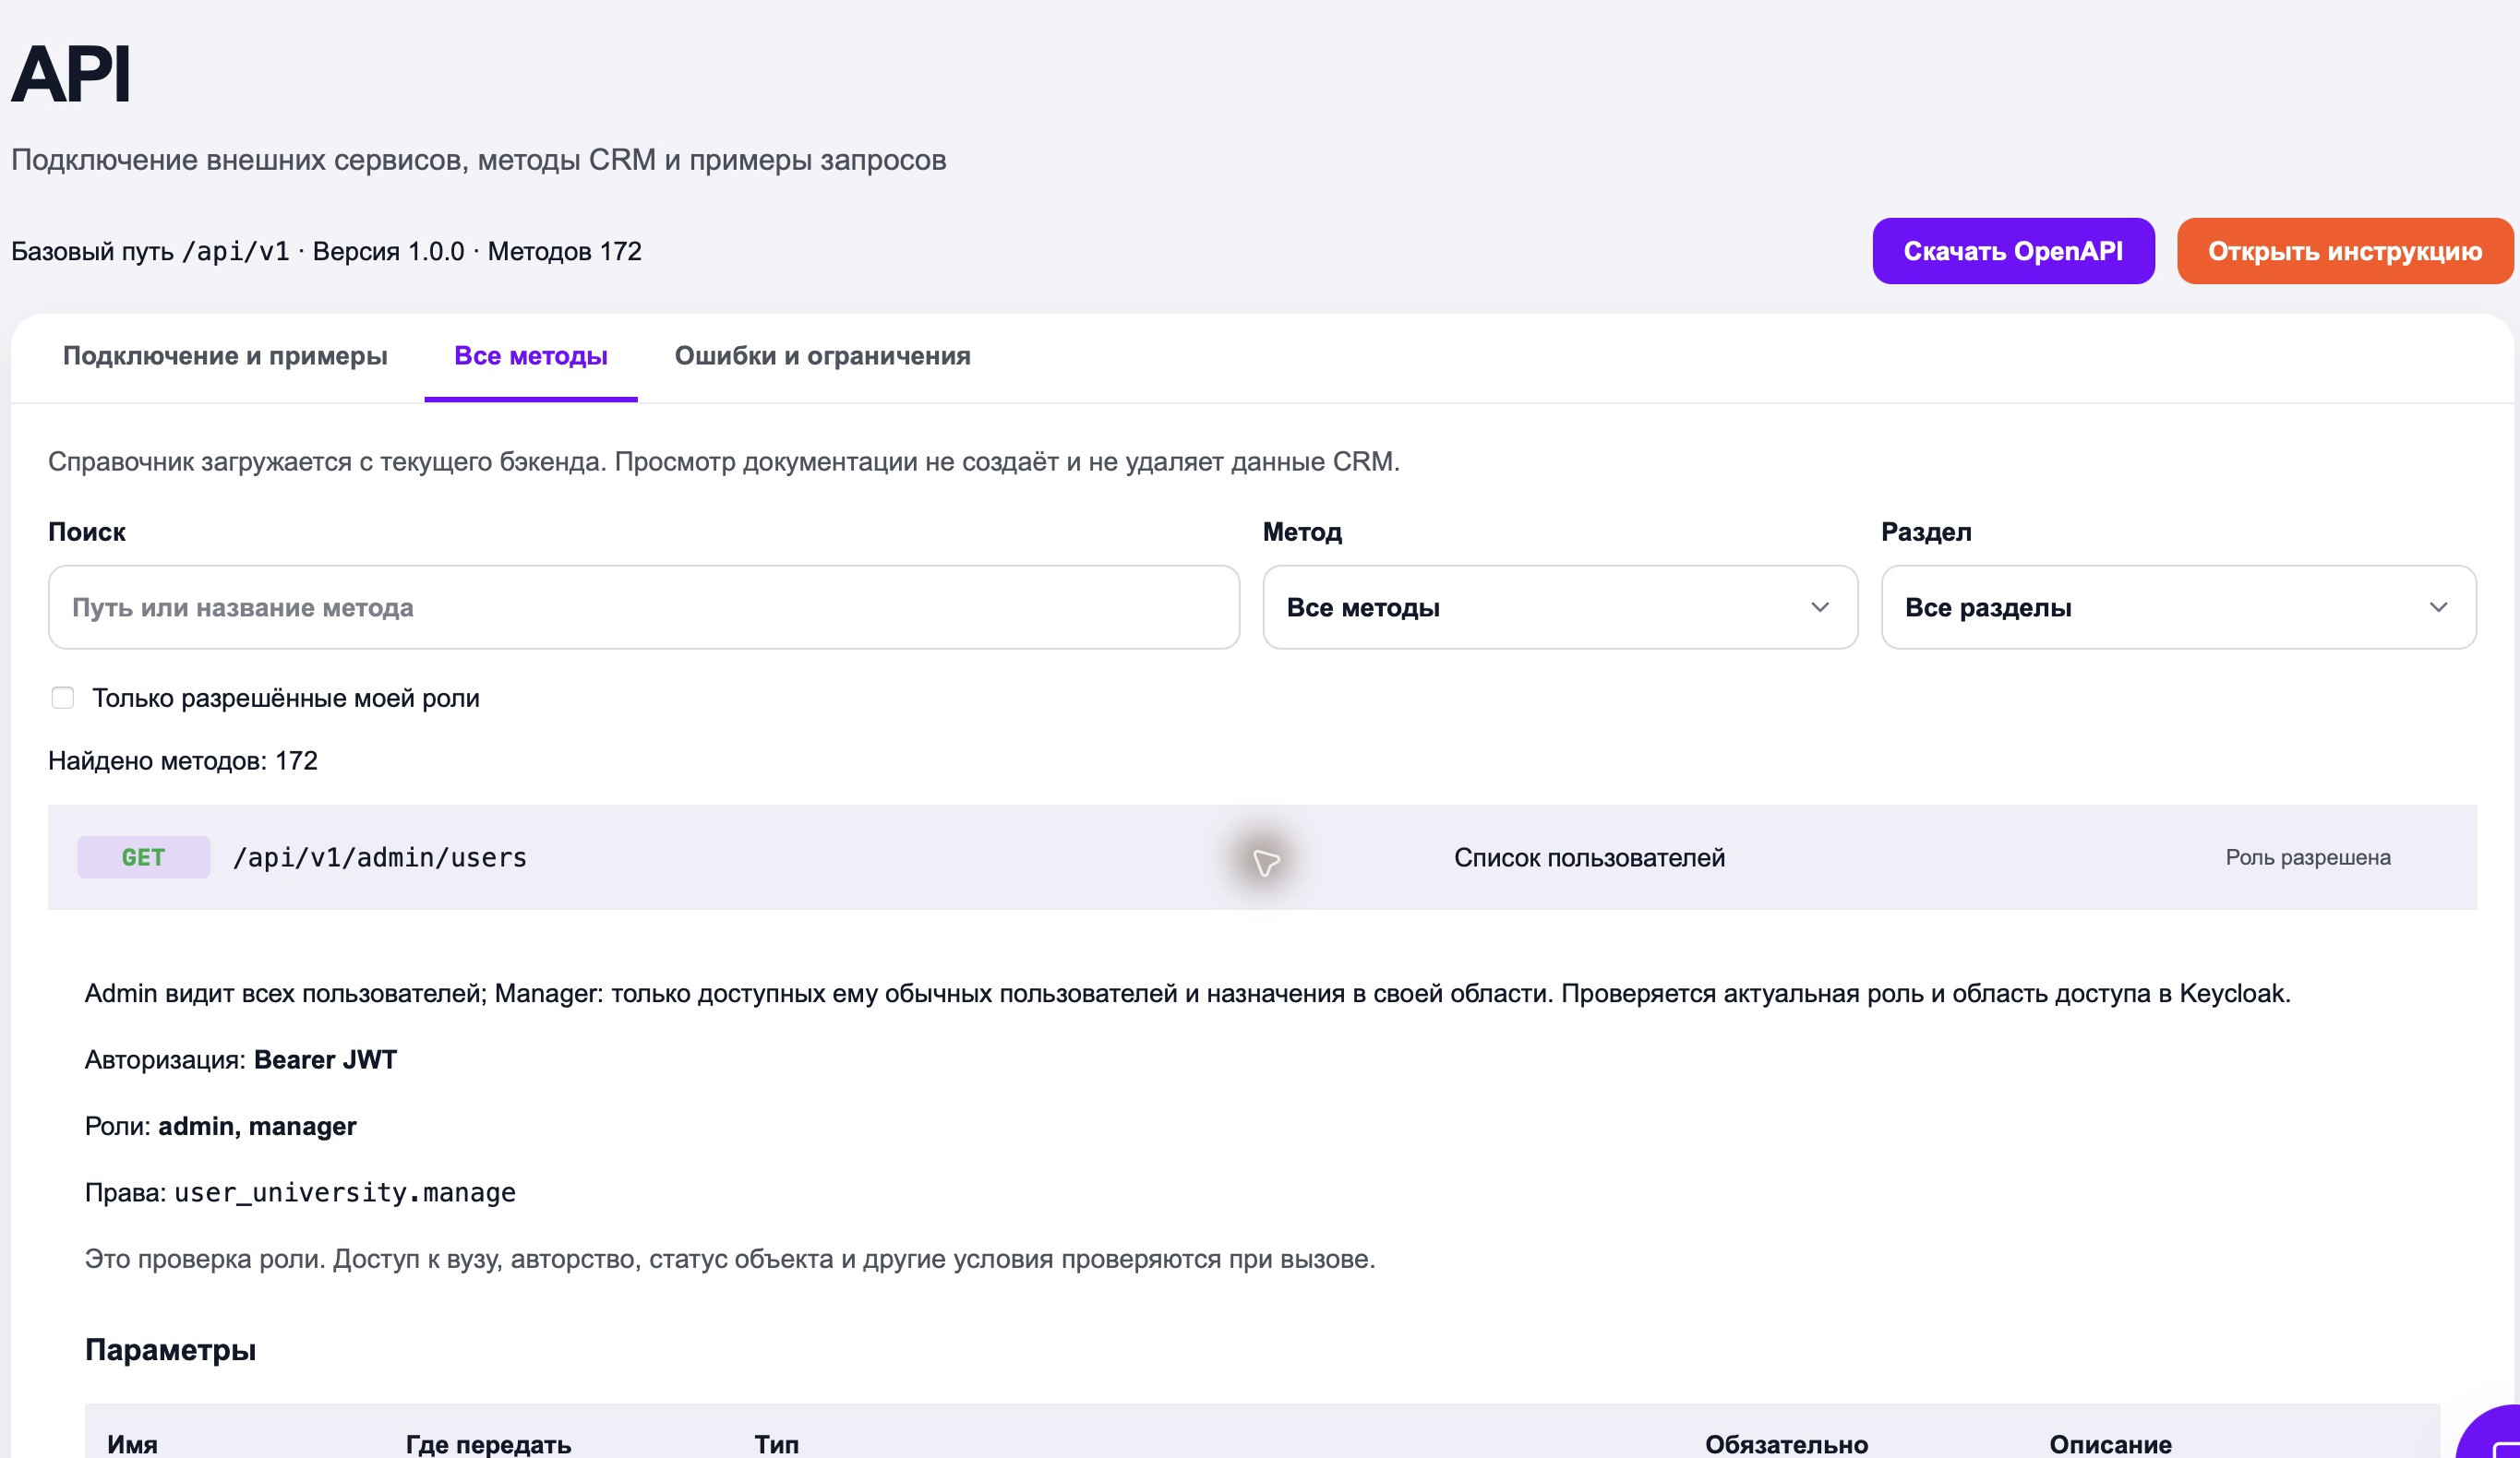 API
Подключение внешних сервисов, методы CRM и примеры запросов
Базовый путь /api/v1 · Версия 1.0.0 · Методов 172
Скачать OpenAPI
Открыть инструкцию
Подключение и примеры
Все методы
Ошибки и ограничения
Справочник загружается с текущего бэкенда. Просмотр документации не создаёт и не удаляет данные CRM.
Поиск
Метод
Раздел
Путь или название метода
Все методы
Все разделы
Только разрешённые моей роли
Найдено методов: 172
GET
/api/v1/admin/users
Список пользователей
Роль разрешена
Admin видит всех пользователей; Manager: только доступных ему обычных пользователей и назначения в своей области. Проверяется актуальная роль и область доступа в Keycloak.
Авторизация: Bearer JWT
Роли: admin, manager
Права: user_university.manage
Это проверка роли. Доступ к вузу, авторство, статус объекта и другие условия проверяются при вызове.
Параметры
Имя
Где передать
Тип
Обязательно
Описание